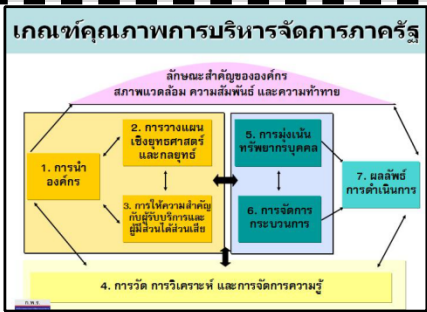 เกณฑ์คุณภาพการบริหารจัดการภาครัฐ
ลักษณะสำคัญขององค์กร
สภาพแวดล้อม ความสัมพันธ์ และความท้าทาย
2. การวางแผน
เชิงยุทธศาสตร์
และกลยุทธ์
5. การมุ่งเน้น
ทรัพยากรบุคคล
1. การนำ
องค์กร
7. ผลลัพธ์
การดำเนินการ
3. การให้ความสำคัญ
กับผู้รับบริการและ
ผู้มีส่วนได้ส่วนเสีย
6. การจัดการ
กระบวนการ
4. การวัด การวิเคราะห์ และการจัดการความรู้
ก.พ.ร.